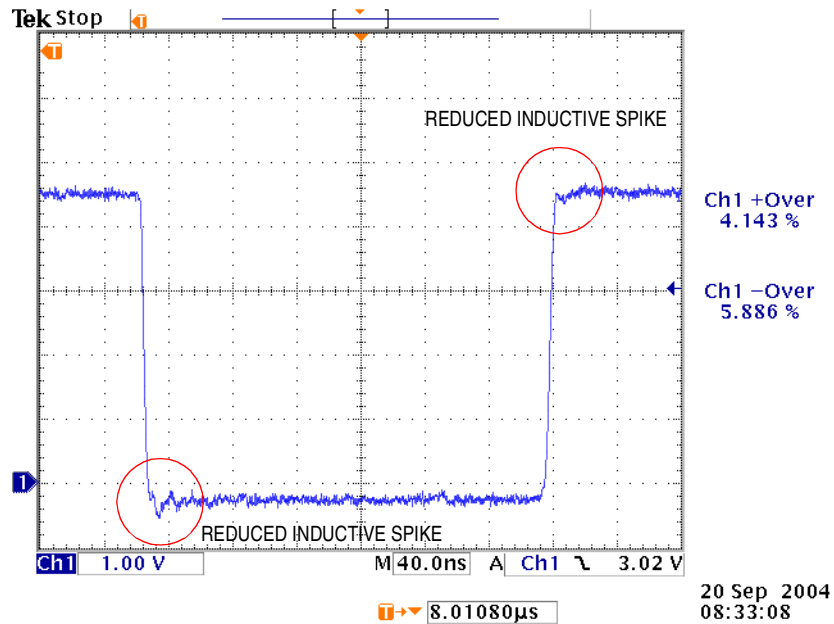 Tek Stop
T
T
REDUCED INDUCTIVE SPIKE
Ch1 +Over
4.143 %
Ch1 −Over
5.886 %
1
REDUCED INDUCTIVE SPIKE
Ch1 1.00 V M 40.0ns A Ch1 3.02 V
20 Sep 2004
08:33:08
T 8.01080µs